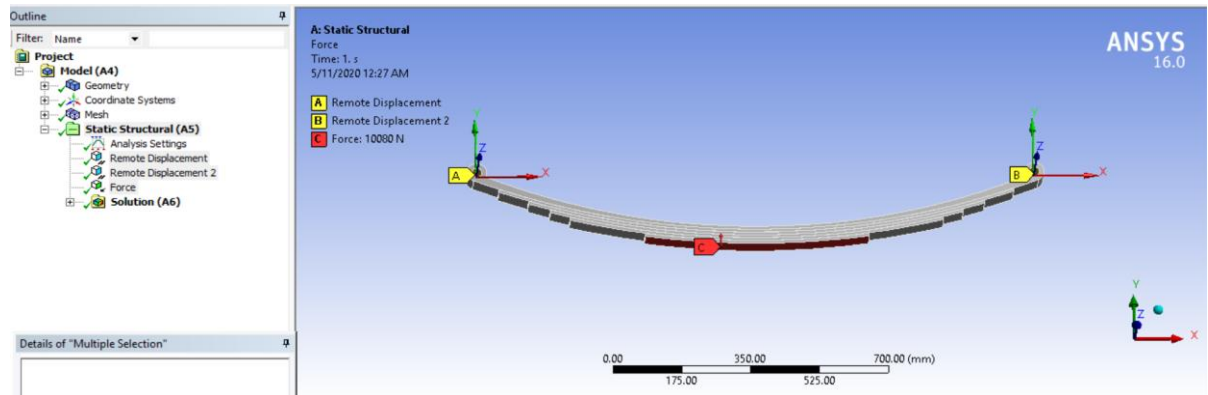 Outline
Filter: Name
Project
Model (A4)
Geometry
Coordinate Systems
Mesh
Static Structural (A5)
Analysis Settings
Remote Displacement
Remote Displacement 2
Force
Solution (A6)
Details of "Multiple Selection"
A: Static Structural
Force
Time: 1. s
5/11/2020 12:27 AM
A Remote Displacement
B Remote Displacement 2
C Force: 10080 N
ANSYS
16.0
Y
Z
X
A
Y
Z
X
B
C
Y
Z
X
0.00 350.00 700.00 (mm)
175.00 525.00